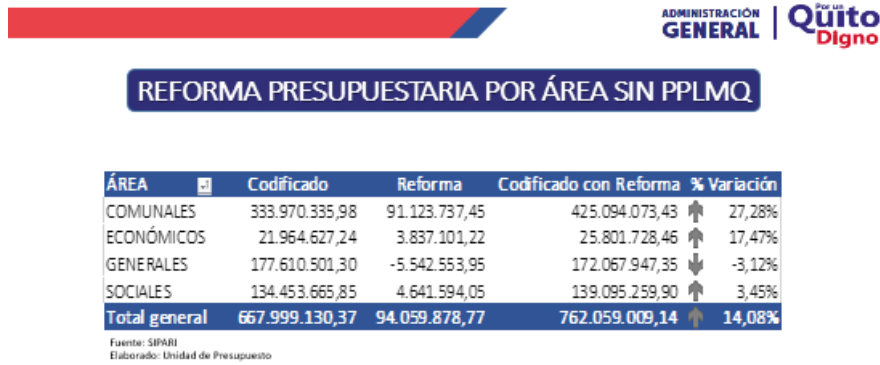 ADMINISTRACIÓN
GENERAL
Por un
Quito
Digno
REFORMA PRESUPUESTARIA POR ÁREA SIN PPLMQ
ÁREA Codificado Reforma Codificado con Reforma % Variación
COMUNALES 333.970.335,98 91.123.737,45 425.094.073,43 27,28%
ECONÓMICOS 21.964.627,24 3.837.101,22 25.801.728,46 17,47%
GENERALES 177.610.501,30 -5.542.553,95 172.067.947,35 -3,12%
SOCIALES 134.453.665,85 4.641.594,05 139.095.259,90 3,45%
Total general 667.999.130,37 94.059.878,77 762.059.009,14 14,08%
Fuente: SIPARI
Elaborado: Unidad de Presupuesto